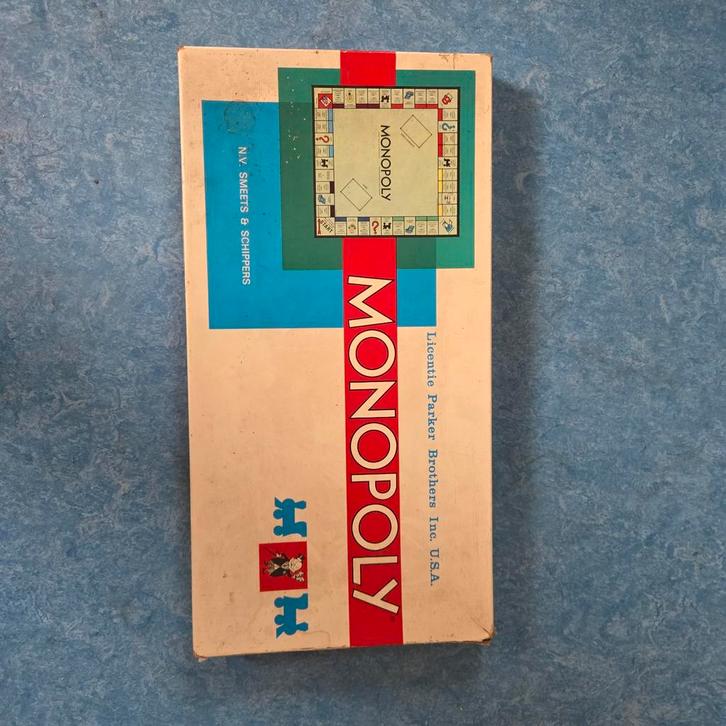 Licentie Parker Brothers Inc. U.S.A.
MONOPOLY
MONOPOLY
N.V. SMEETS & SCHIPPERS